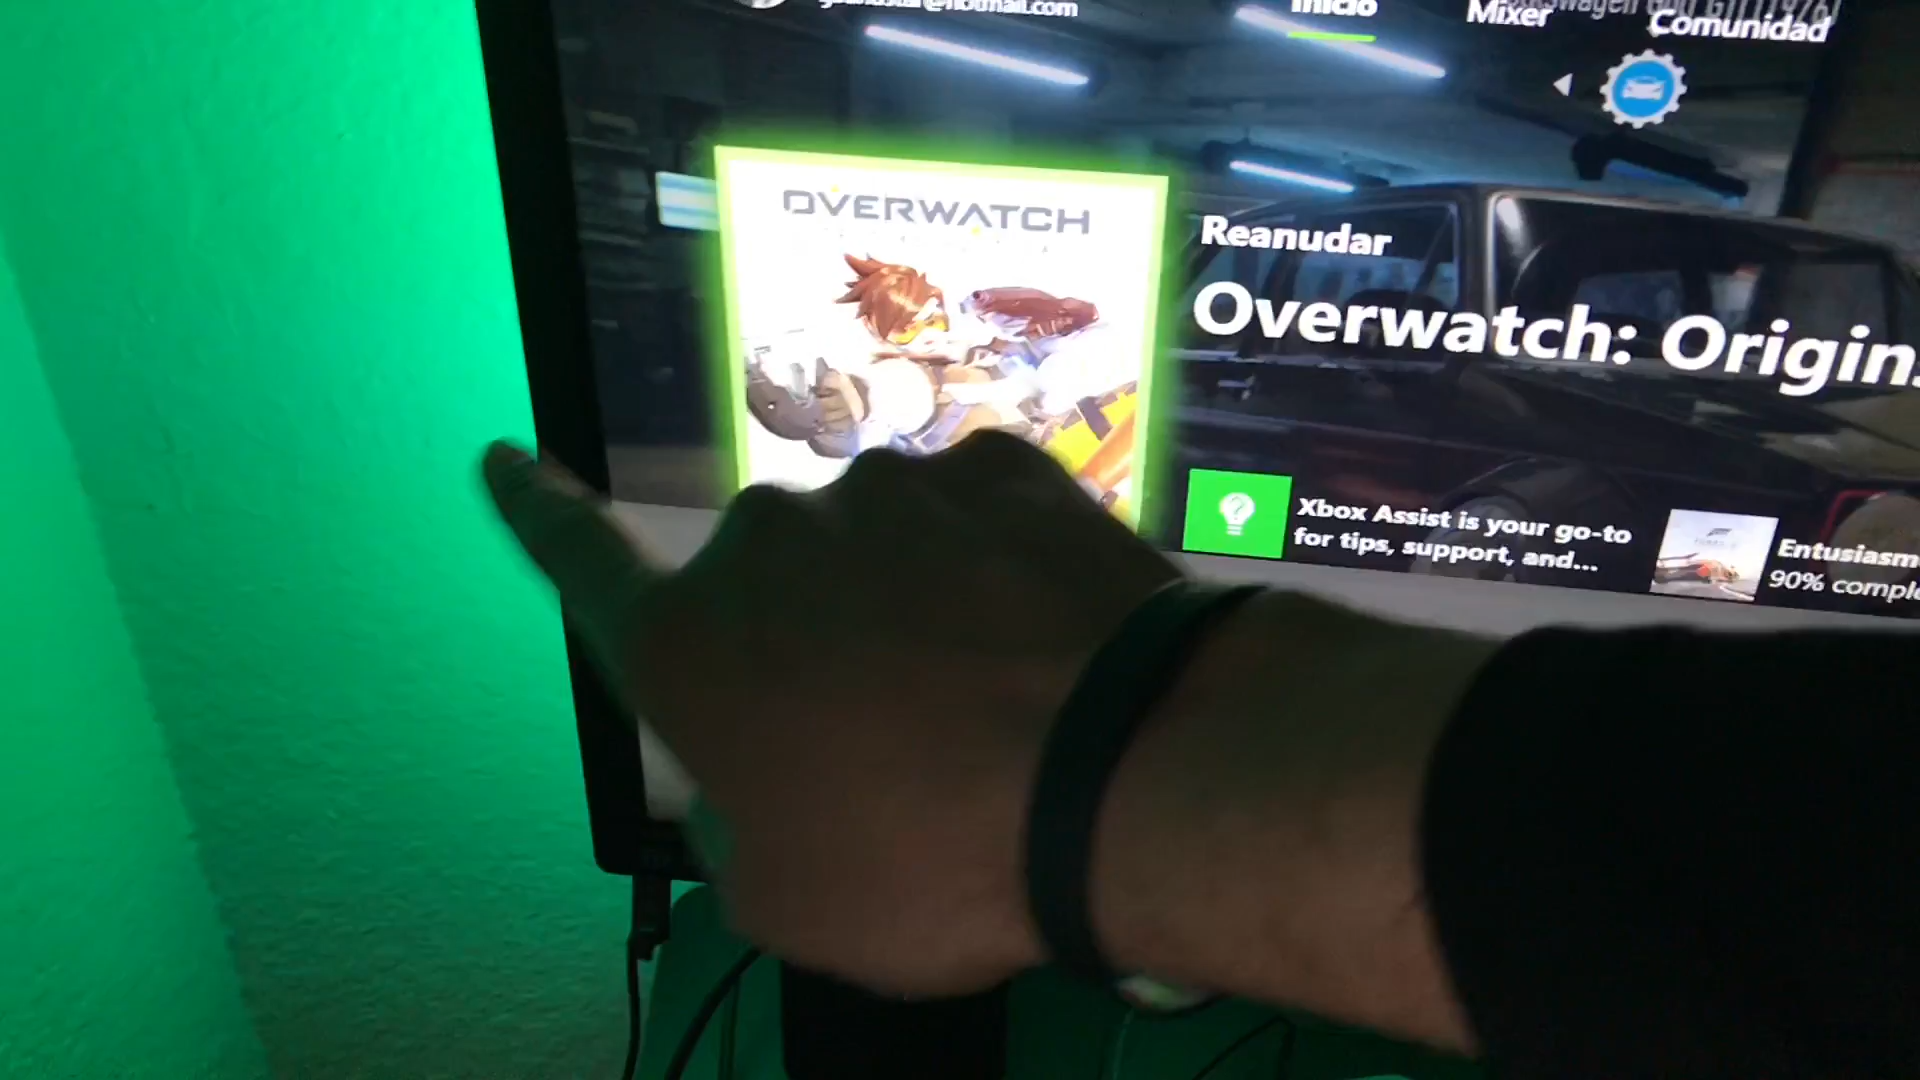 Inicio
Mixer
Comunidad
OVERWATCH
Reanudar
Overwatch: Origin...
Xbox Assist is your go-to
for tips, support, and...
Entusiasm
90% comple